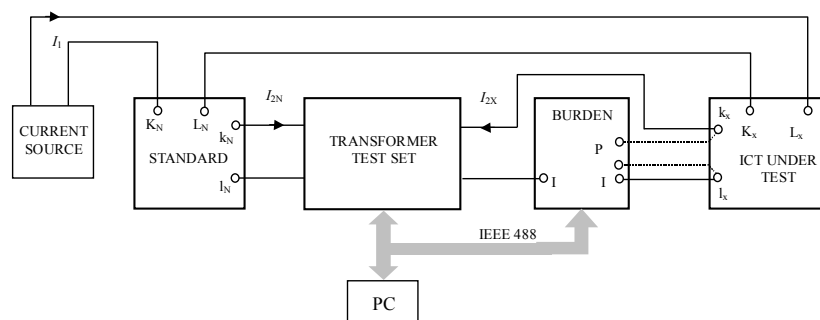 I1
I2N
I2X
CURRENT
SOURCE
KN
LN
kN
STANDARD
lN
TRANSFORMER
TEST SET
BURDEN
P
I
I
kx
Kx
Lx
ICT UNDER
TEST
lx
IEEE 488
PC